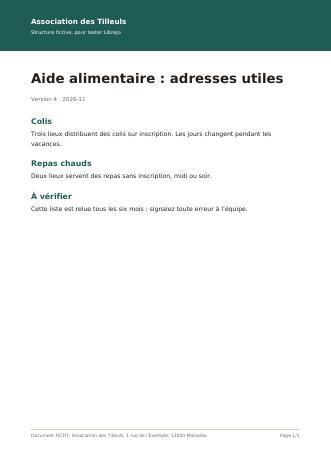 Association des Tilleuls
Structure fictive, pour tester Librejo
Aide alimentaire : adresses utiles
Version 4 · 2026-11
Colis
Trois lieux distribuent des colis sur inscription. Les jours changent pendant les
vacances.
Repas chauds
Deux lieux servent des repas sans inscription, midi ou soir.
À vérifier
Cette liste est relue tous les six mois : signalez toute erreur à l'équipe.
Document FICTIF, Association des Tilleuls, 1 rue de l'Exemple, 13000 Marseille.
Page 1/1